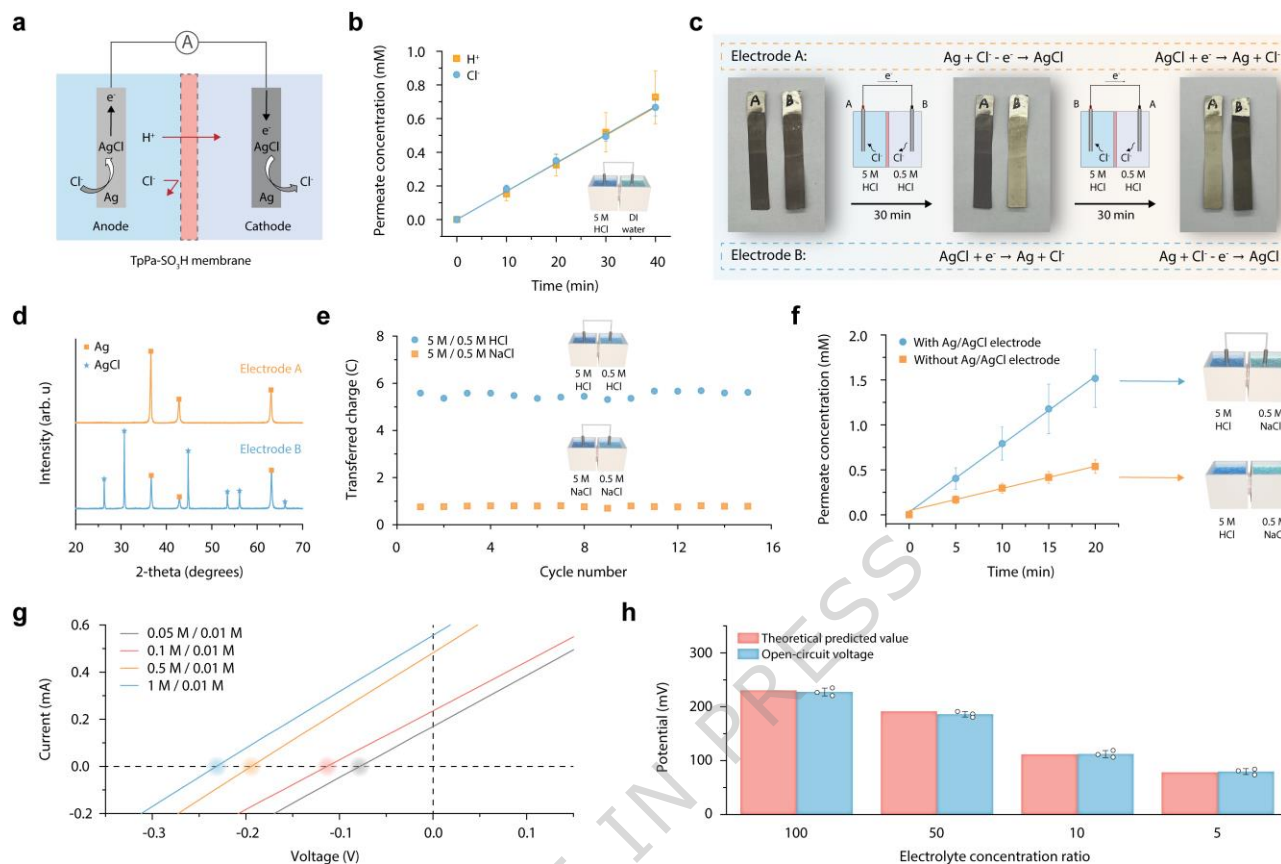 a
A
e⁻
AgCl
Cl⁻
Ag
Anode
H⁺
Cl⁻
e⁻
AgCl
Ag
Cl⁻
Cathode
TpPa-SO₃H membrane
b
Permeate concentration (mM)
1.0
0.8
0.6
0.4
0.2
0.0
H⁺
Cl⁻
5 M
HCl
DI
water
0 10 20 30 40
Time (min)
c
Electrode A: Ag + Cl⁻ - e⁻ → AgCl AgCl + e⁻ → Ag + Cl⁻
A B
e⁻
A B
Cl⁻ Cl⁻
5 M 0.5 M
HCl HCl
30 min
A B
e⁻
B A
Cl⁻ Cl⁻
5 M 0.5 M
HCl HCl
30 min
A B
Electrode B: AgCl + e⁻ → Ag + Cl⁻ Ag + Cl⁻ - e⁻ → AgCl
d
Intensity (arb. u)
Ag
AgCl
Electrode A
Electrode B
20 30 40 50 60 70
2-theta (degrees)
e
Transferred charge (C)
8
6
4
2
0
5 M / 0.5 M HCl
5 M / 0.5 M NaCl
5 M 0.5 M
HCl HCl
5 M 0.5 M
NaCl NaCl
0 4 8 12 16
Cycle number
f
Permeate concentration (mM)
2.0
1.5
1.0
0.5
0.0
With Ag/AgCl electrode
Without Ag/AgCl electrode
0 5 10 15 20
Time (min)
5 M 0.5 M
HCl NaCl
5 M 0.5 M
HCl NaCl
g
Current (mA)
0.6
0.4
0.2
0.0
-0.2
0.05 M / 0.01 M
0.1 M / 0.01 M
0.5 M / 0.01 M
1 M / 0.01 M
-0.3 -0.2 -0.1 0.0 0.1
Voltage (V)
h
Potential (mV)
300
200
100
0
Theoretical predicted value
Open-circuit voltage
100 50 10 5
Electrolyte concentration ratio
IN PRESS